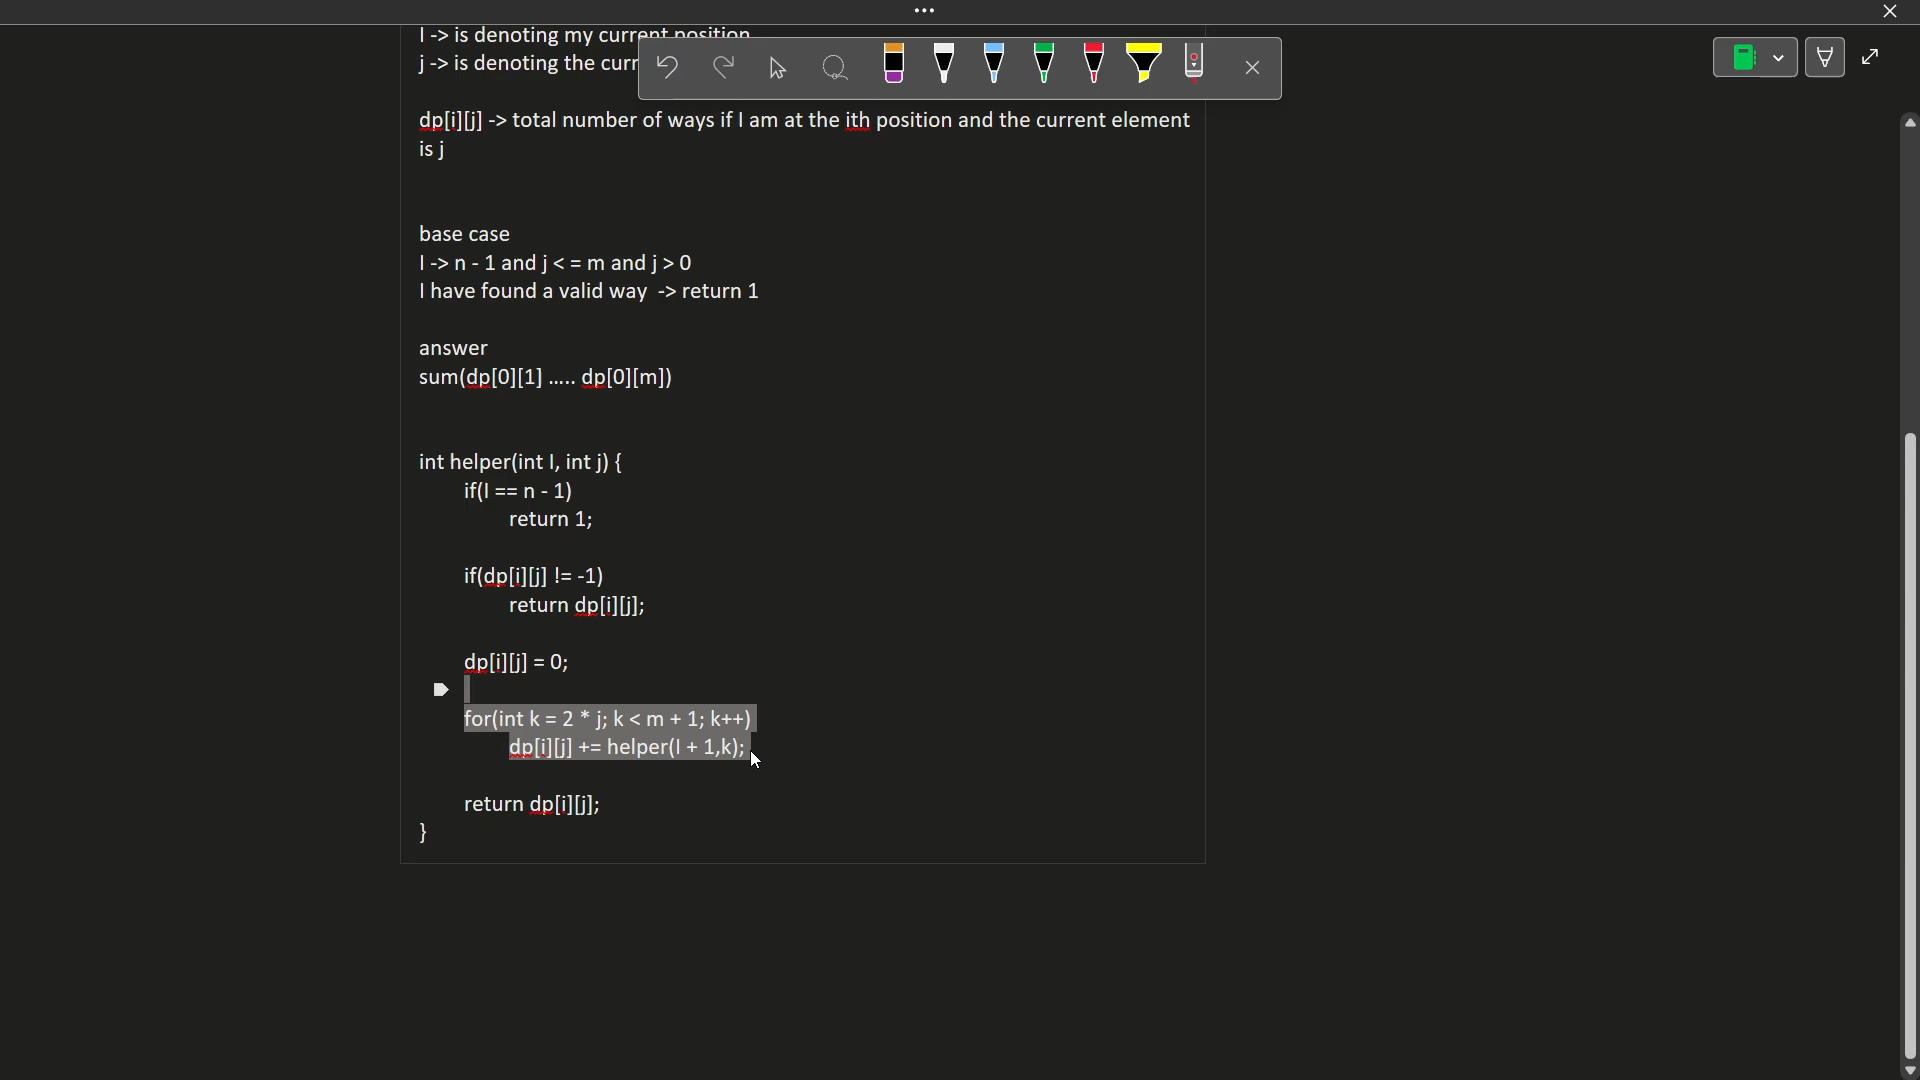 I -> is denoting my current position
j -> is denoting the curr
dp[i][j] -> total number of ways if I am at the ith position and the current element
is j
base case
I -> n - 1 and j < = m and j > 0
I have found a valid way -> return 1
answer
sum(dp[0][1] ..... dp[0][m])
int helper(int I, int j) {
if(I == n - 1)
return 1;
if(dp[i][j] != -1)
return dp[i][j];
dp[i][j] = 0;
for(int k = 2 * j; k < m + 1; k++)
dp[i][j] += helper(I + 1,k);
return dp[i][j];
}